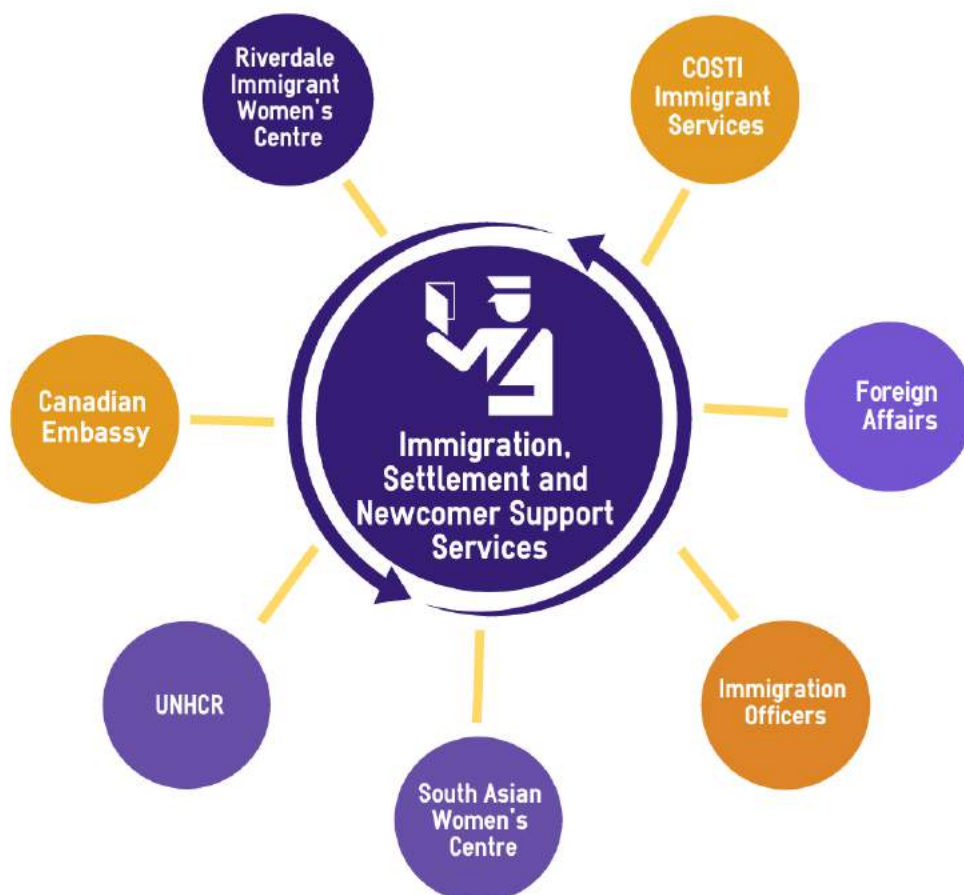 Riverdale
Immigrant
Women's
Centre
COSTI
Immigrant
Services
Canadian
Embassy
Immigration,
Settlement and
Newcomer Support
Services
Foreign
Affairs
UNHCR
Immigration
Officers
South Asian
Women's
Centre